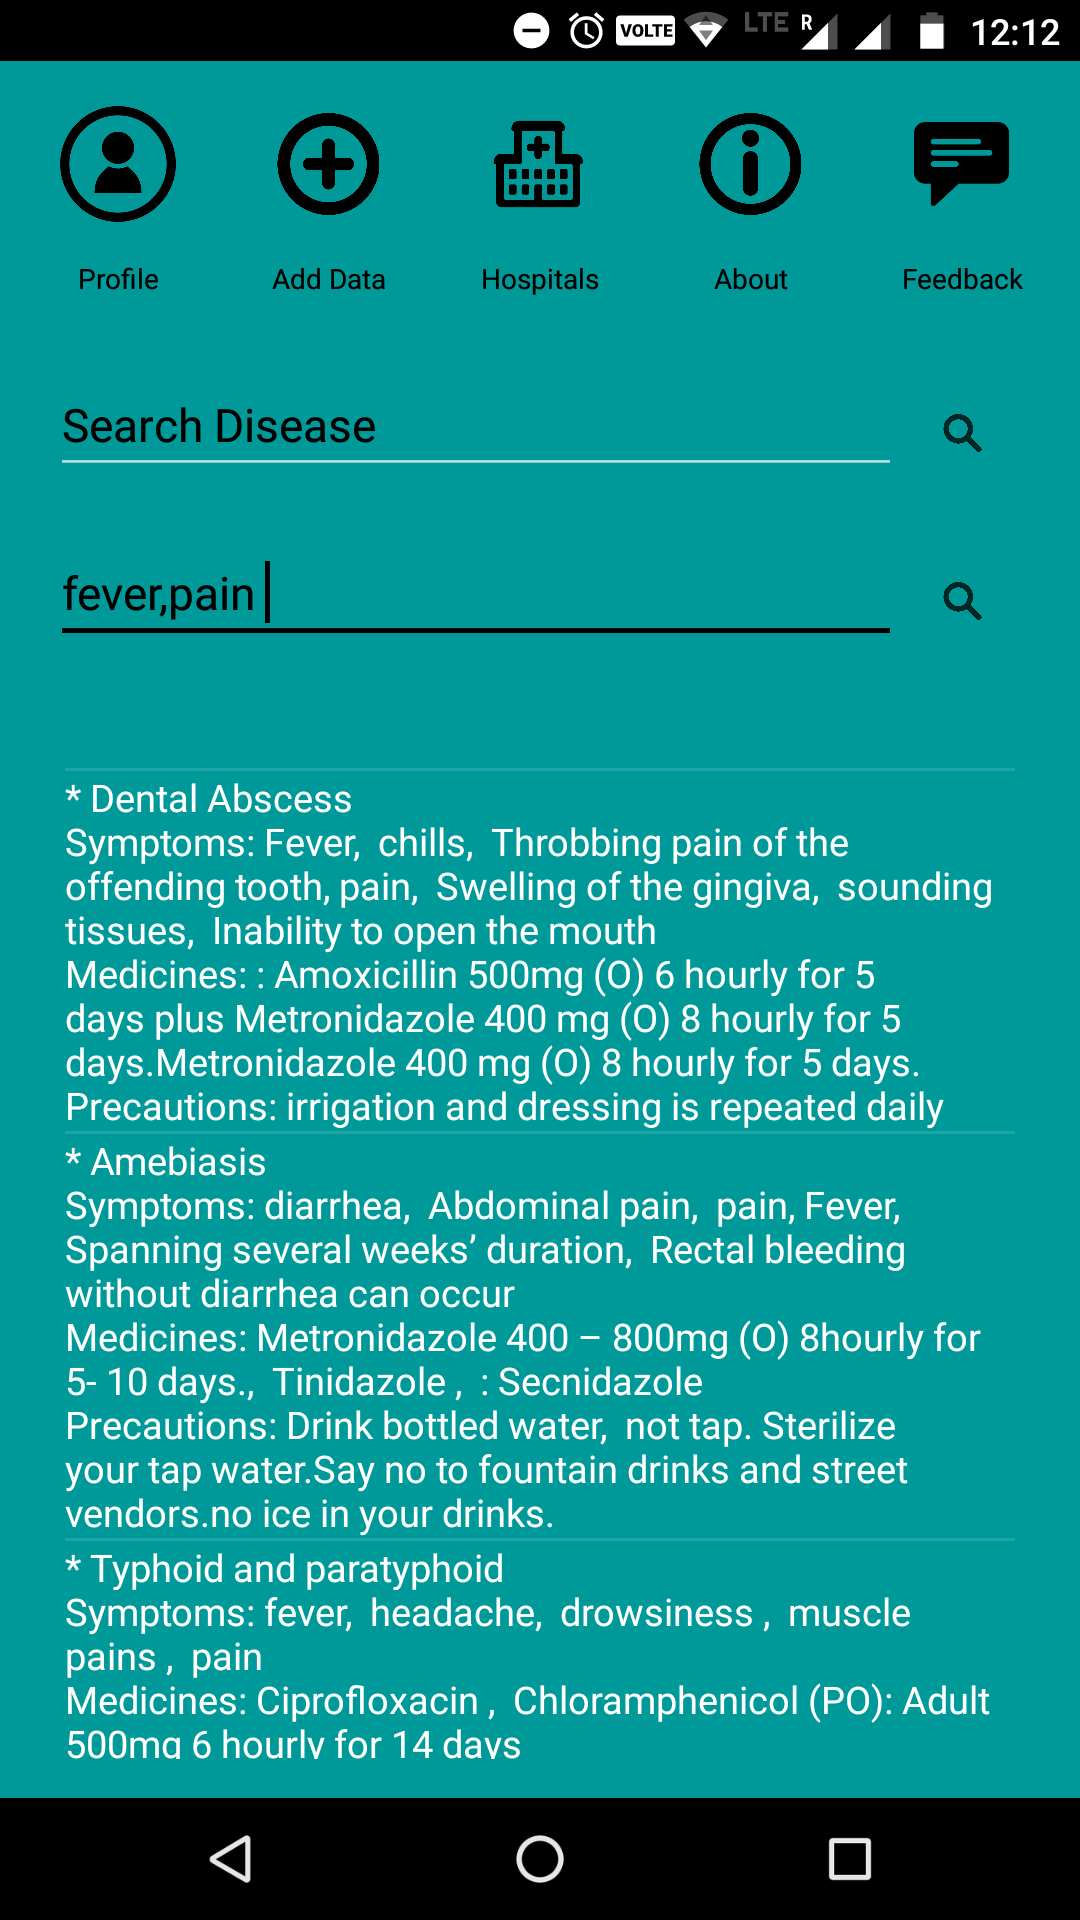 VOLTE LTE R 12:12
Profile Add Data Hospitals About Feedback
Search Disease
fever,pain
* Dental Abscess
Symptoms: Fever,  chills,  Throbbing pain of the
offending tooth, pain,  Swelling of the gingiva,  sounding
tissues,  Inability to open the mouth
Medicines: : Amoxicillin 500mg (O) 6 hourly for 5
days plus Metronidazole 400 mg (O) 8 hourly for 5
days.Metronidazole 400 mg (O) 8 hourly for 5 days.
Precautions: irrigation and dressing is repeated daily
* Amebiasis
Symptoms: diarrhea,  Abdominal pain,  pain, Fever,
Spanning several weeks’ duration,  Rectal bleeding
without diarrhea can occur
Medicines: Metronidazole 400 – 800mg (O) 8hourly for
5- 10 days.,  Tinidazole ,  : Secnidazole
Precautions: Drink bottled water,  not tap. Sterilize
your tap water.Say no to fountain drinks and street
vendors.no ice in your drinks.
* Typhoid and paratyphoid
Symptoms: fever,  headache,  drowsiness ,  muscle
pains ,  pain
Medicines: Ciprofloxacin ,  Chloramphenicol (PO): Adult
500mg 6 hourly for 14 days